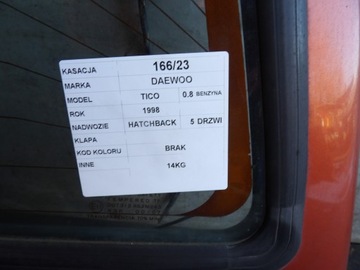 KASACJA 166/23
MARKA DAEWOO
MODEL TICO 0.8 BENZYNA
ROK 1998
NADWOZIE HATCHBACK 5 DRZWI
KLAPA
KOD KOLORU BRAK
INNE 14KG